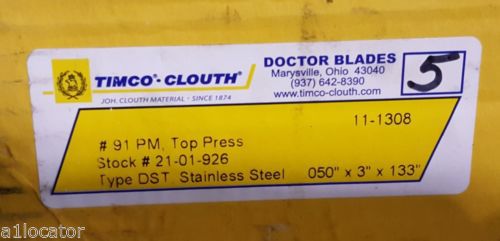 TIMCO®-CLOUTH®
JOH. CLOUTH MATERIAL · SINCE 1874
DOCTOR BLADES
Marysville, Ohio 43040
(937) 642-8390
www.timco-clouth.com
5
11-1308
# 91 PM, Top Press
Stock # 21-01-926
Type DST, Stainless Steel 050" x 3" x 133"
a1locator